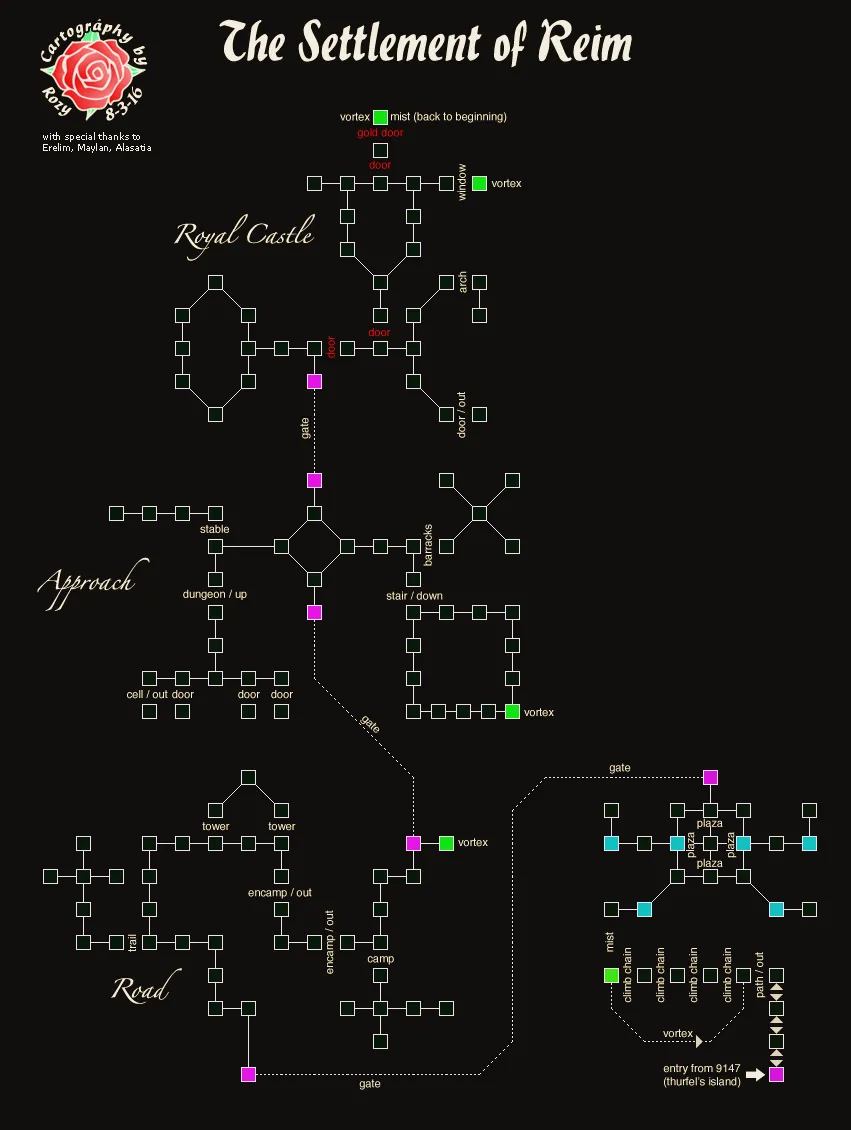 Cartography by
Rozy 8-3-16
The Settlement of Reim
with special thanks to
Erelim, Maylan, Alasatia
vortex mist (back to beginning)
gold door
door
window
vortex
Royal Castle
arch
door
door
door / out
gate
stable
barracks
Approach
dungeon / up
stair / down
cell / out door door door
vortex
gate
gate
plaza
tower tower
plaza plaza
vortex
plaza
encamp / out
trail
encamp / out
mist
camp
climb chain climb chain climb chain climb chain path / out
Road
vortex
entry from 9147
(thurfel's island)
gate